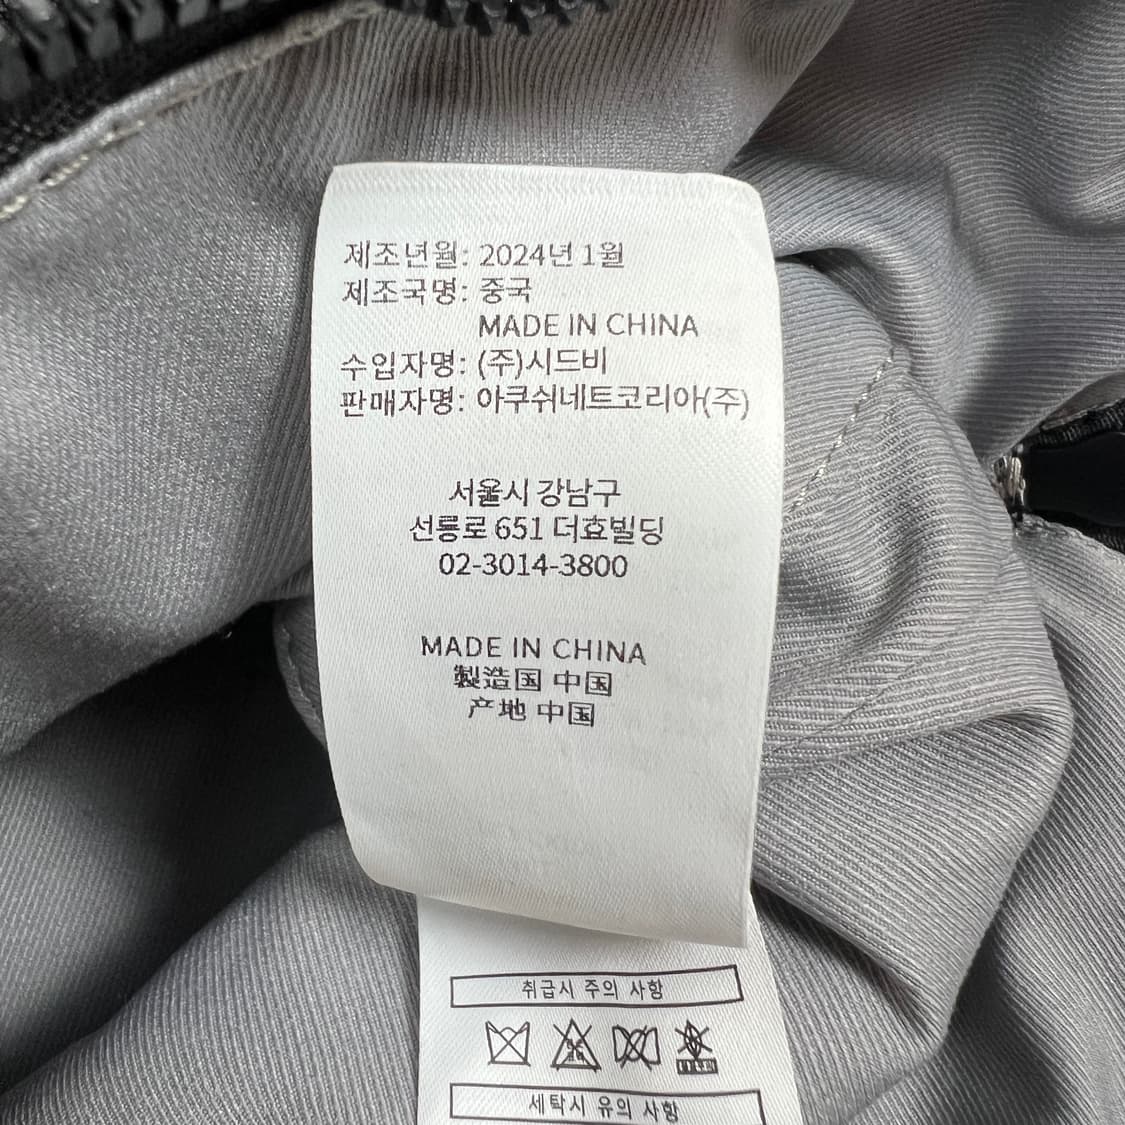 제조년월: 2024년 1월
제조국명: 중국
MADE IN CHINA
수입자명: (주)시드비
판매자명: 아쿠쉬네트코리아(주)
서울시 강남구
선릉로 651 더효빌딩
02-3014-3800
MADE IN CHINA
製造国 中国
产地 中国
취급시 주의 사항
세탁시 유의 사항